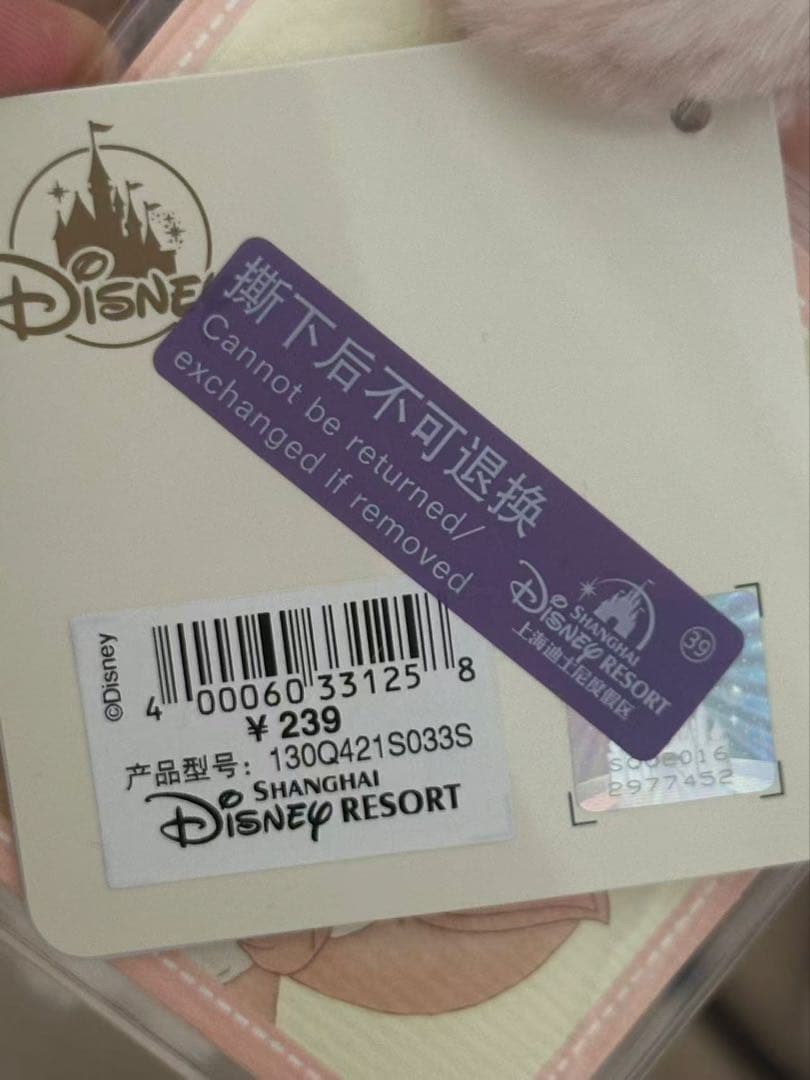 DISNEY
撕下后不可退换
Cannot be returned/
exchanged if removed
SHANGHAI
DISNEY RESORT
上海迪士尼度假区
39
©Disney
4 00060 33125 8
¥ 239
产品型号: 130Q421S033S
SHANGHAI
DISNEY RESORT
2977452